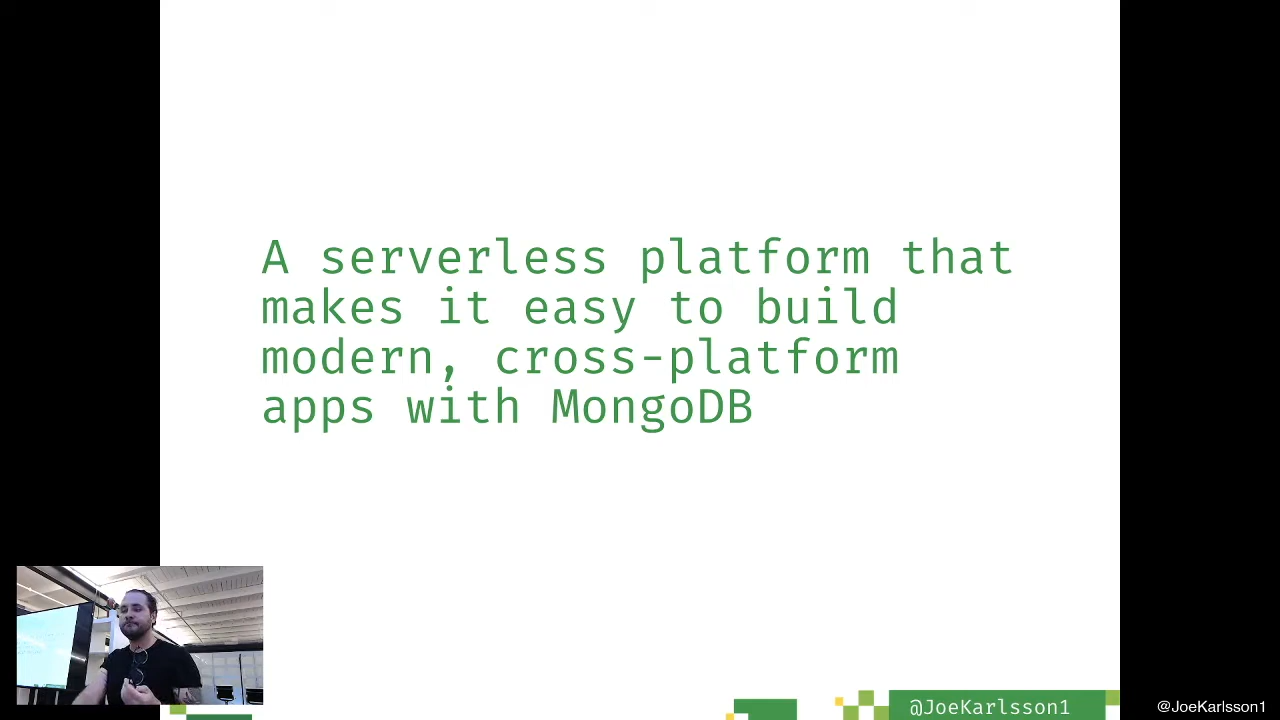 A serverless platform that
makes it easy to build
modern, cross-platform
apps with MongoDB
@JoeKarlsson1
@JoeKarlsson1